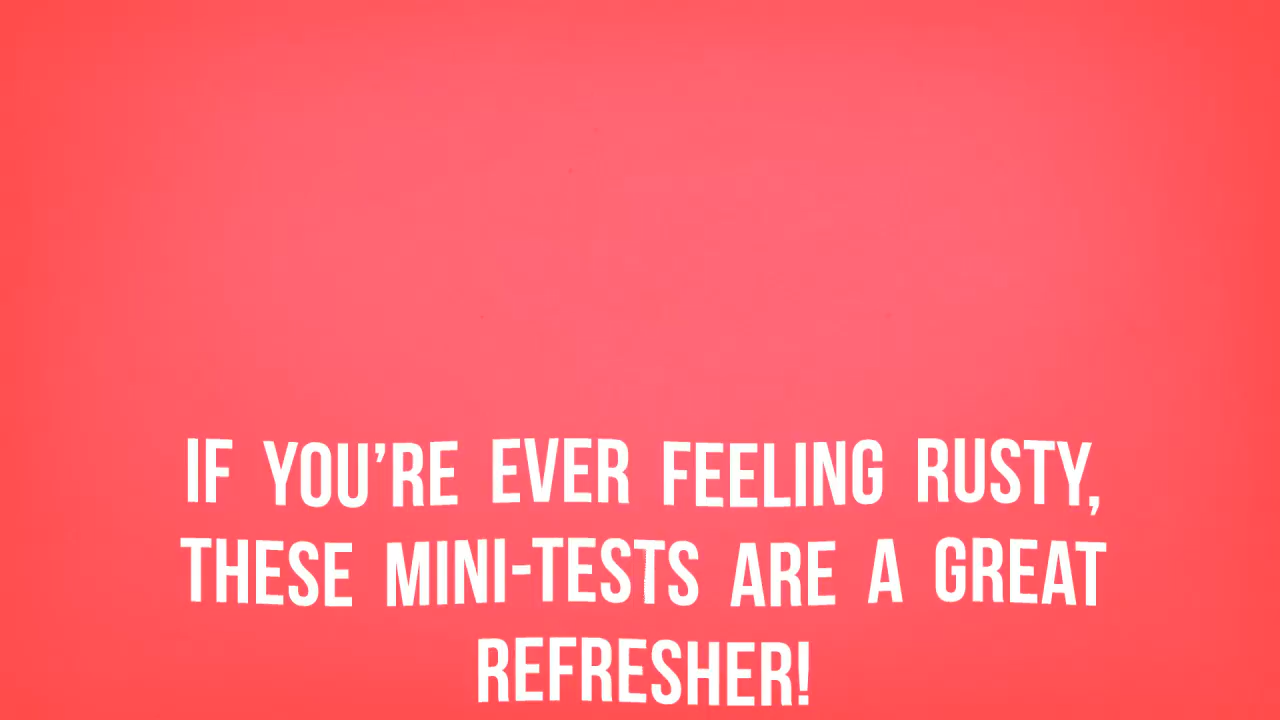 IF YOU’RE EVER FEELING RUSTY,
THESE MINI-TESTS ARE A GREAT
REFRESHER!